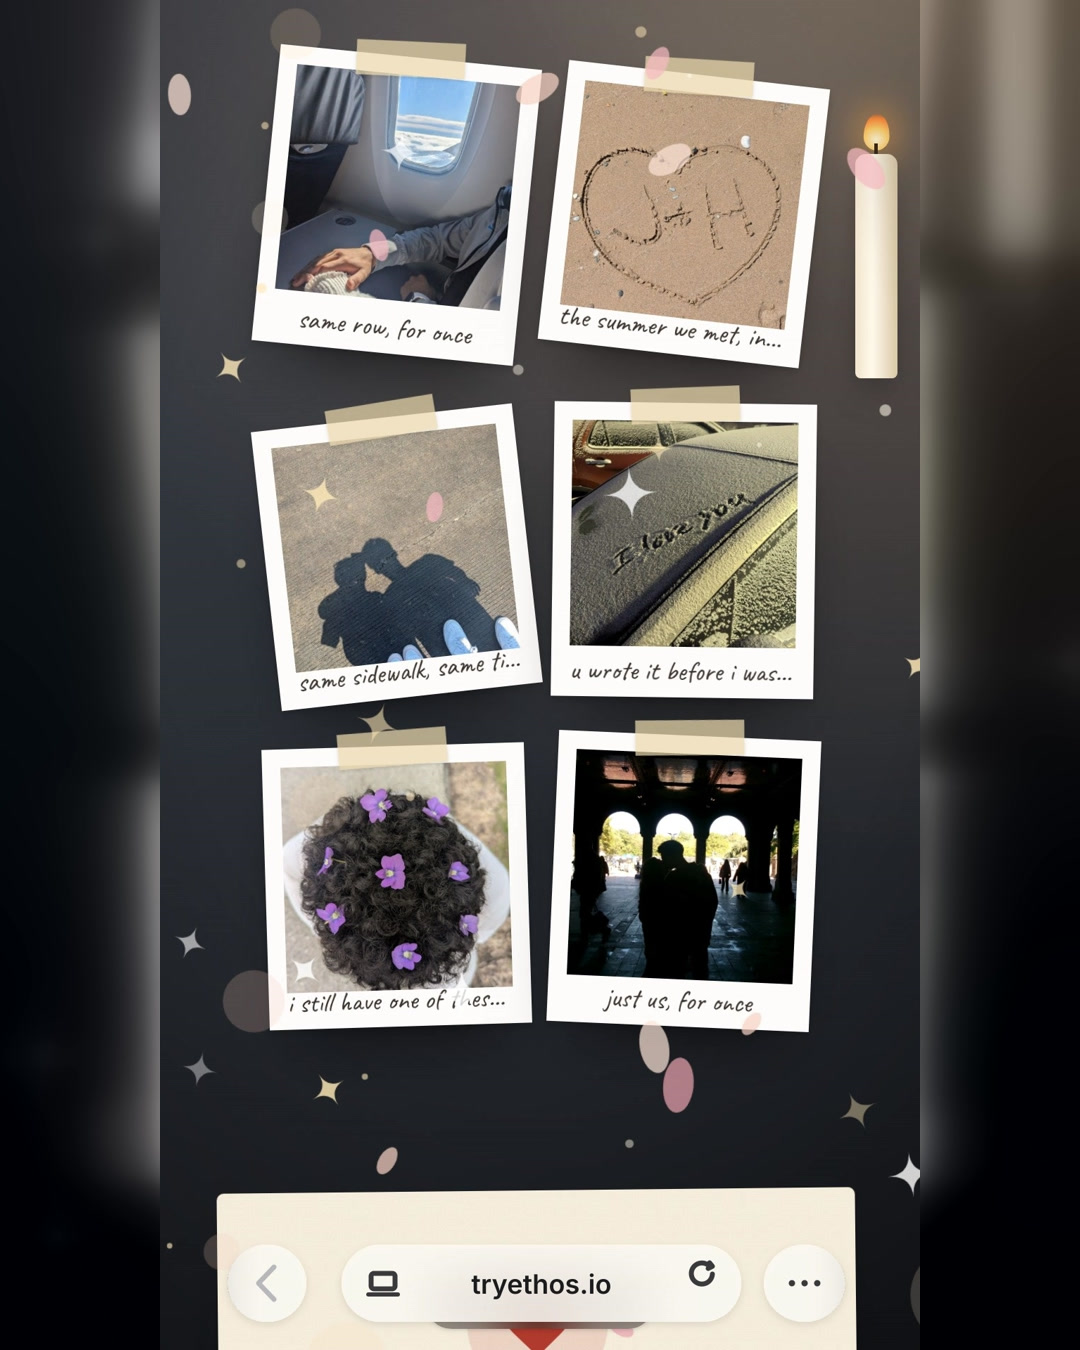 same row, for once
J + H
the summer we met, in...
same sidewalk, same ti...
I love you
u wrote it before i was...
i still have one of thes...
just us, for once
tryethos.io